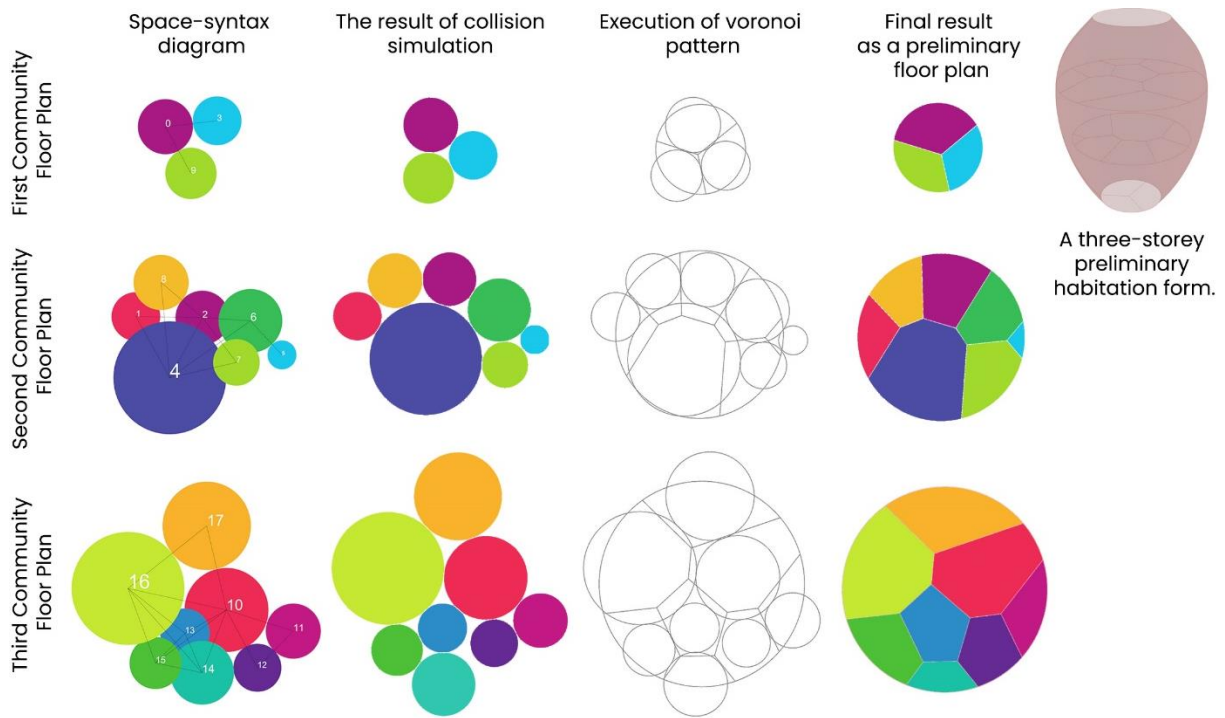 Space-syntax
diagram
The result of collision
simulation
Execution of voronoi
pattern
Final result
as a preliminary
floor plan
First Community
Floor Plan
0
3
9
A three-storey
preliminary
habitation form.
Second Community
Floor Plan
8
1
2
6
7
4
Third Community
Floor Plan
17
16
10
13
11
15
14
12